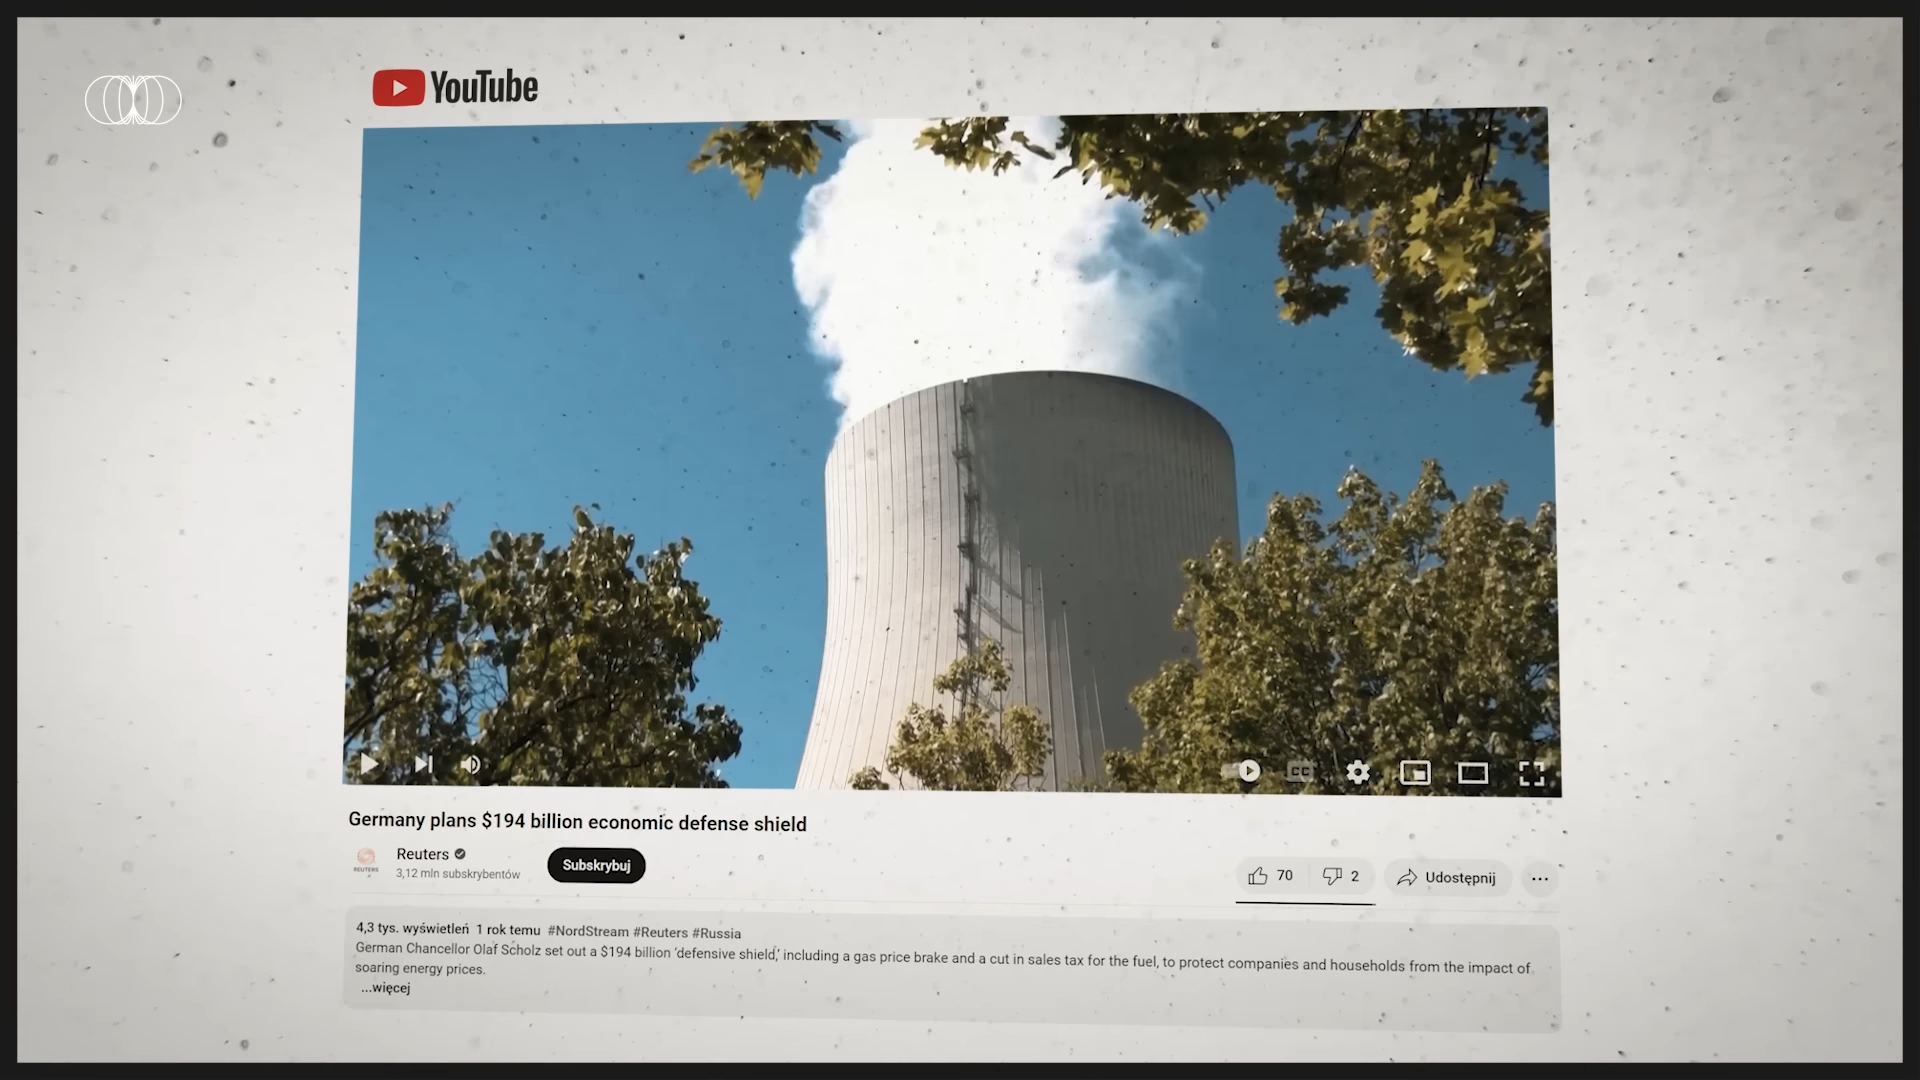 YouTube
CC
Germany plans $194 billion economic defense shield
Reuters
REUTERS
3,12 mln subskrybentów
Subskrybuj
70
2
Udostępnij
4,3 tys. wyświetleń 1 rok temu #NordStream #Reuters #Russia
German Chancellor Olaf Scholz set out a $194 billion 'defensive shield,' including a gas price brake and a cut in sales tax for the fuel, to protect companies and households from the impact of
soaring energy prices.
...więcej